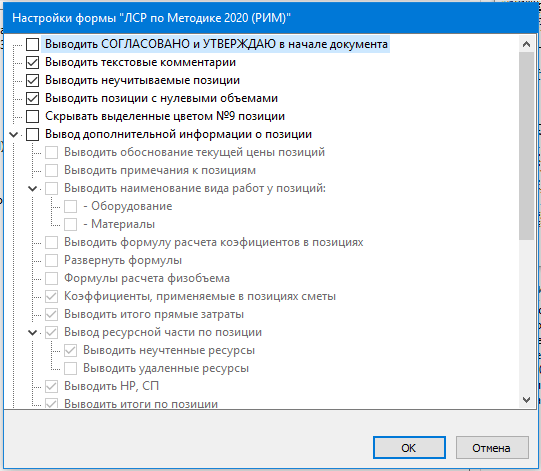 Настройки формы "ЛСР по Методике 2020 (РИМ)"
Выводить СОГЛАСОВАНО и УТВЕРЖДАЮ в начале документа
Выводить текстовые комментарии
Выводить неучитываемые позиции
Выводить позиции с нулевыми объемами
Скрывать выделенные цветом №9 позиции
Вывод дополнительной информации о позиции
Выводить обоснование текущей цены позиций
Выводить примечания к позициям
Выводить наименование вида работ у позиций:
- Оборудование
- Материалы
Выводить формулу расчета коэфициентов в позициях
Развернуть формулы
Формулы расчета физобъема
Коэффициенты, применяемые в позициях сметы
Выводить итого прямые затраты
Вывод ресурсной части по позиции
Выводить неучтенные ресурсы
Выводить удаленные ресурсы
Выводить НР, СП
Выводить итоги по позиции
ОК
Отмена